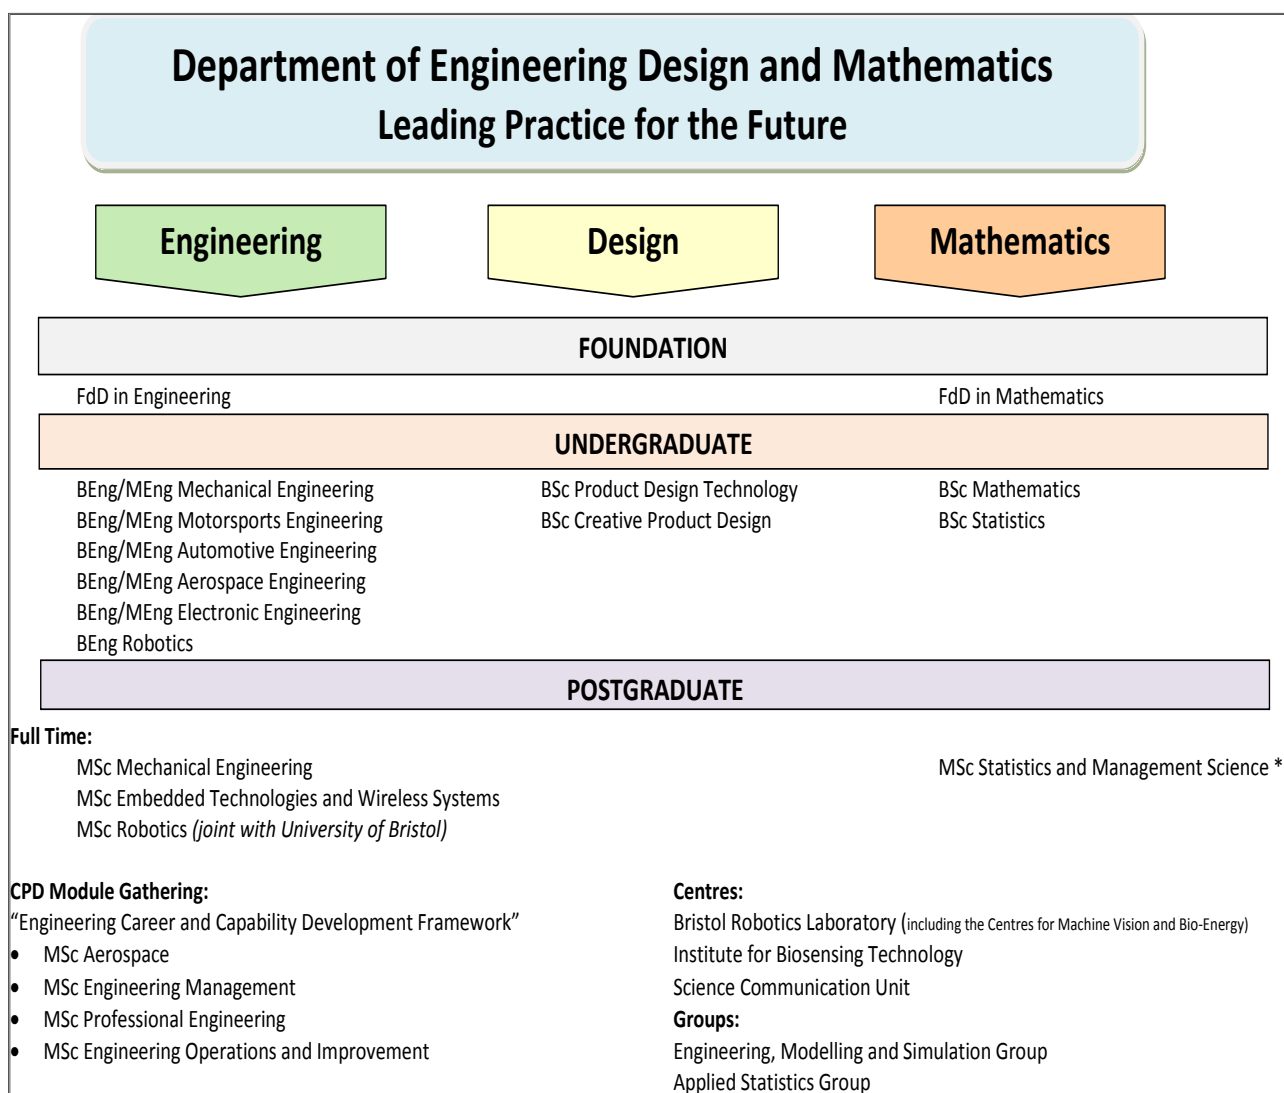 Department of Engineering Design and Mathematics
Leading Practice for the Future
Engineering
Design
Mathematics
FOUNDATION
FdD in Engineering
FdD in Mathematics
UNDERGRADUATE
BEng/MEng Mechanical Engineering
BEng/MEng Motorsports Engineering
BEng/MEng Automotive Engineering
BEng/MEng Aerospace Engineering
BEng/MEng Electronic Engineering
BEng Robotics
BSc Product Design Technology
BSc Creative Product Design
BSc Mathematics
BSc Statistics
POSTGRADUATE
Full Time:
MSc Mechanical Engineering
MSc Embedded Technologies and Wireless Systems
MSc Robotics (joint with University of Bristol)
MSc Statistics and Management Science *
CPD Module Gathering:
“Engineering Career and Capability Development Framework”
• MSc Aerospace
• MSc Engineering Management
• MSc Professional Engineering
• MSc Engineering Operations and Improvement
Centres:
Bristol Robotics Laboratory (including the Centres for Machine Vision and Bio-Energy)
Institute for Biosensing Technology
Science Communication Unit
Groups:
Engineering, Modelling and Simulation Group
Applied Statistics Group